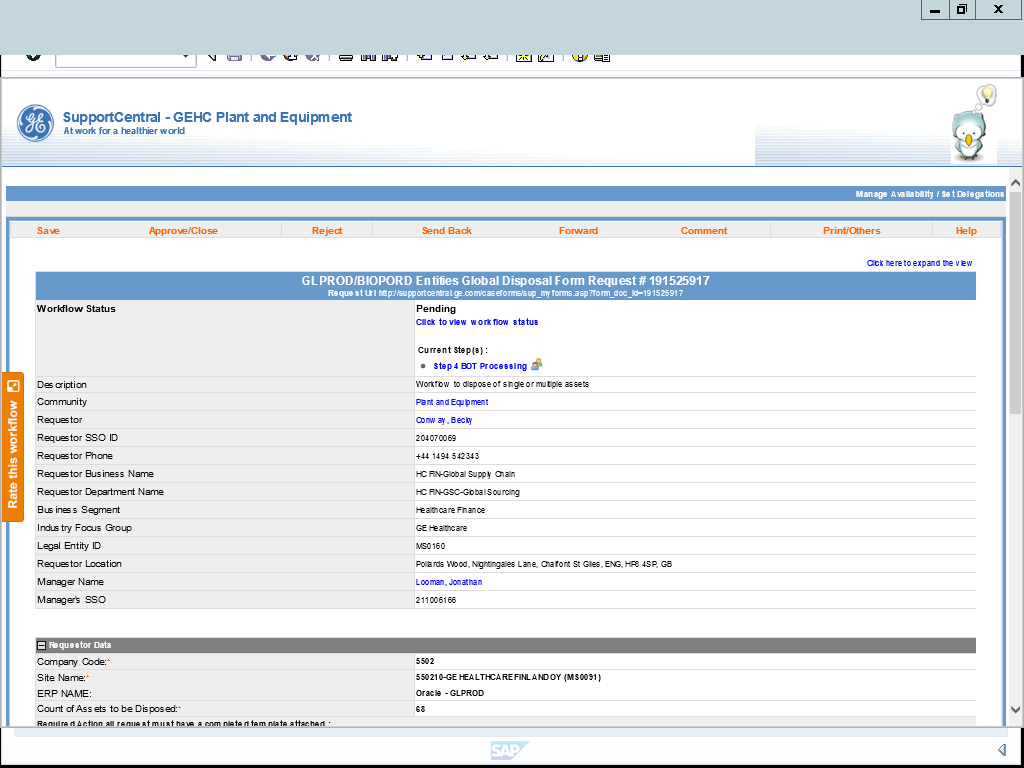 SupportCentral - GEHC Plant and Equipment
At work for a healthier world
Manage Availability / Set Delegations
Save Approve/Close Reject Send Back Forward Comment Print/Others Help
Click here to expand the view
GLPROD/BIOPORD Entities Global Disposal Form Request # 191525917
Request Url http://supportcentral.ge.com/caseforms/sup_myforms.asp?form_doc_id=191525917
Workflow Status Pending
Click to view workflow status
Current Step(s) :
Step 4 BOT Processing
Description Workflow to dispose of single or multiple assets
Community Plant and Equipment
Requestor Conway, Becky
Requestor SSO ID 204070069
Requestor Phone +44 1494 542343
Requestor Business Name HC FIN-Global Supply Chain
Requestor Department Name HC FIN-GSC-Global Sourcing
Business Segment Healthcare Finance
Industry Focus Group GE Healthcare
Legal Entity ID MS0160
Requestor Location Pollards Wood, Nightingales Lane, Chalfont St Giles, ENG, HP8 4SP, GB
Manager Name Looman, Jonathan
Manager's SSO 211006166
Rate this workflow
Requestor Data
Company Code:* 5502
Site Name:* 550210-GE HEALTHCARE FINLAND OY (MS0091)
ERP NAME: Oracle - GLPROD
Count of Assets to be Disposed:* 68
Required Action all request must have a completed template attached :
SAP